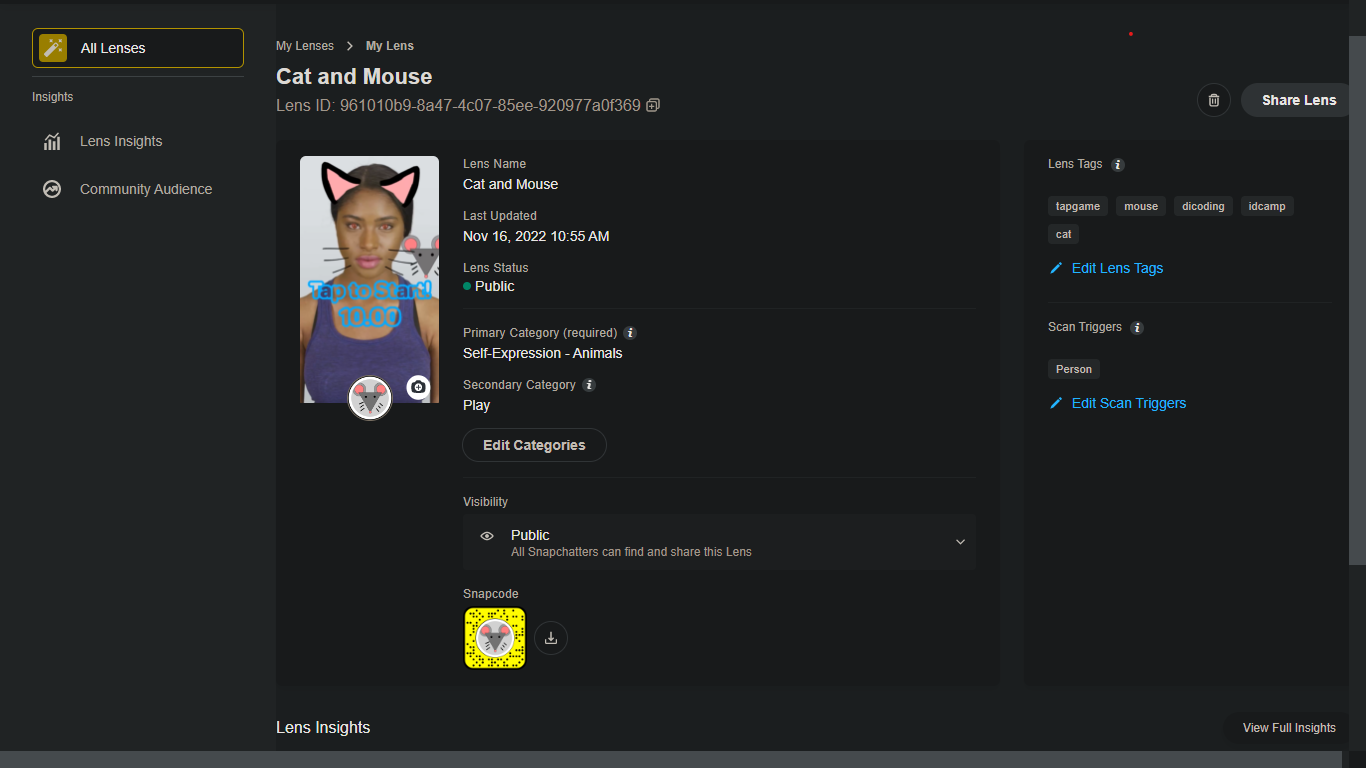 All Lenses
Insights
Lens Insights
Community Audience
My Lenses
My Lens
Cat and Mouse
Lens ID: 961010b9-8a47-4c07-85ee-920977a0f369
Share Lens
Tap to Start!
10.00
Lens Name
Cat and Mouse
Last Updated
Nov 16, 2022 10:55 AM
Lens Status
Public
Primary Category (required)
Self-Expression - Animals
Secondary Category
Play
Edit Categories
Visibility
Public
All Snapchatters can find and share this Lens
Snapcode
Lens Tags
tapgame mouse dicoding idcamp
cat
Edit Lens Tags
Scan Triggers
Person
Edit Scan Triggers
Lens Insights
View Full Insights